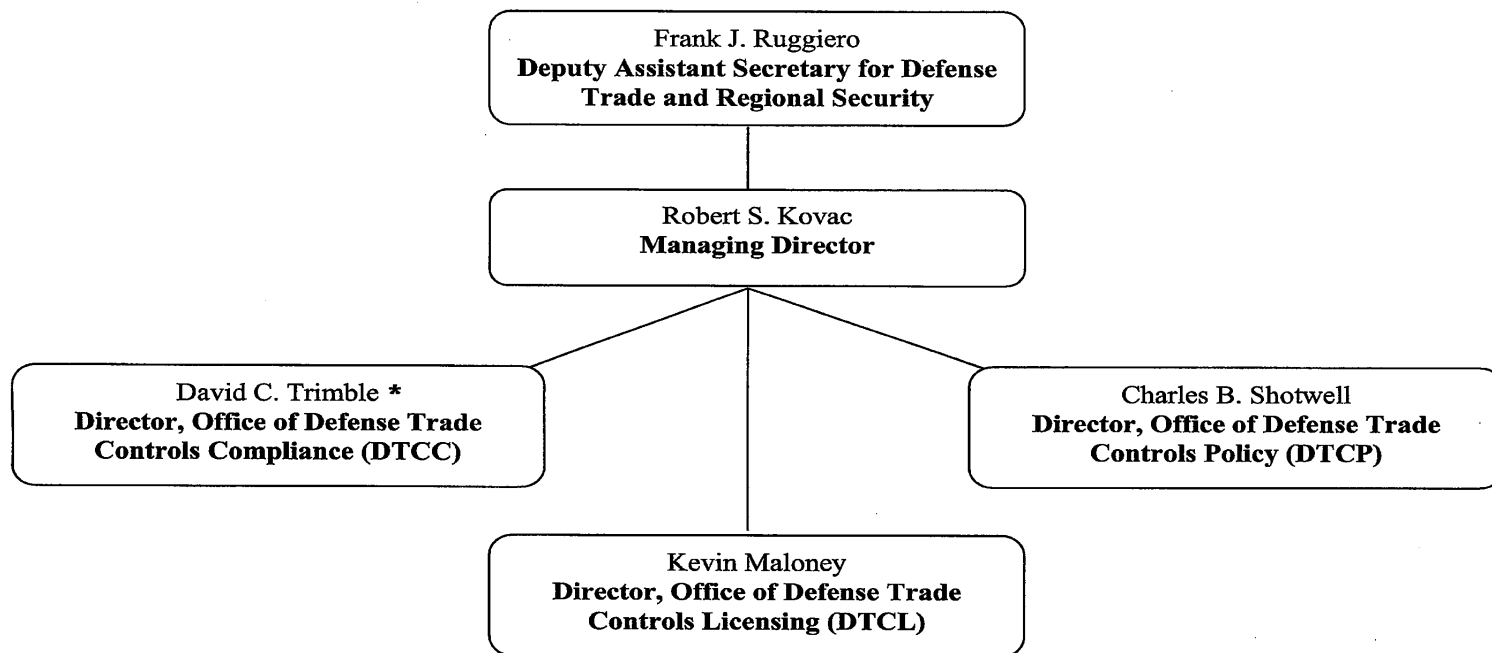 Frank J. Ruggiero
Deputy Assistant Secretary for Defense
Trade and Regional Security
Robert S. Kovac
Managing Director
David C. Trimble *
Director, Office of Defense Trade
Controls Compliance (DTCC)
Charles B. Shotwell
Director, Office of Defense Trade
Controls Policy (DTCP)
Kevin Maloney
Director, Office of Defense Trade
Controls Licensing (DTCL)